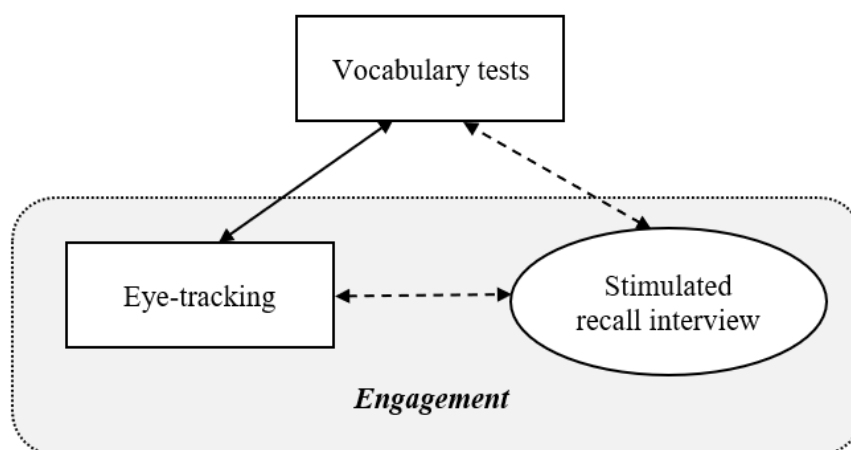 Vocabulary tests
Eye-tracking
Stimulated
recall interview
Engagement